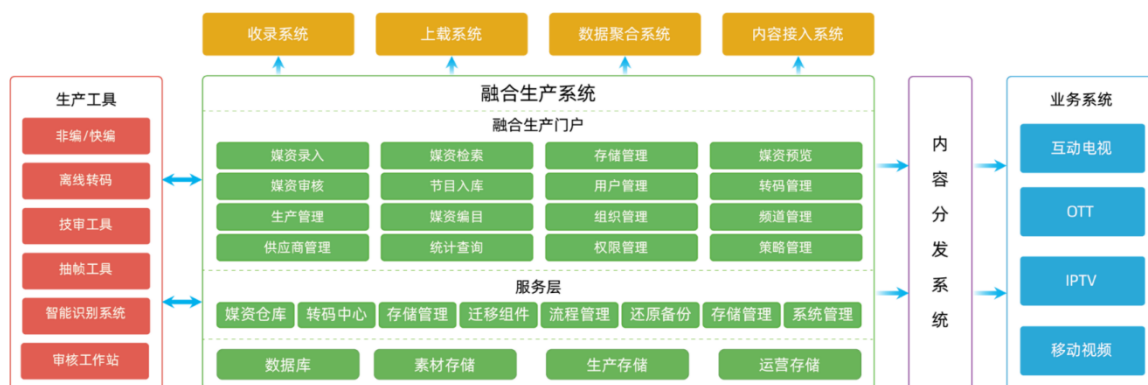 收录系统
上载系统
数据聚合系统
内容接入系统
生产工具
非编/快编
离线转码
技审工具
抽帧工具
智能识别系统
审核工作站
融合生产系统
融合生产门户
媒资录入 媒资检索 存储管理 媒资预览
媒资审核 节目入库 用户管理 转码管理
生产管理 媒资编目 组织管理 频道管理
供应商管理 统计查询 权限管理 策略管理
服务层
媒资仓库 转码中心 存储管理 迁移组件 流程管理 还原备份 存储管理 系统管理
数据库 素材存储 生产存储 运营存储
内容分发系统
业务系统
互动电视
OTT
IPTV
移动视频